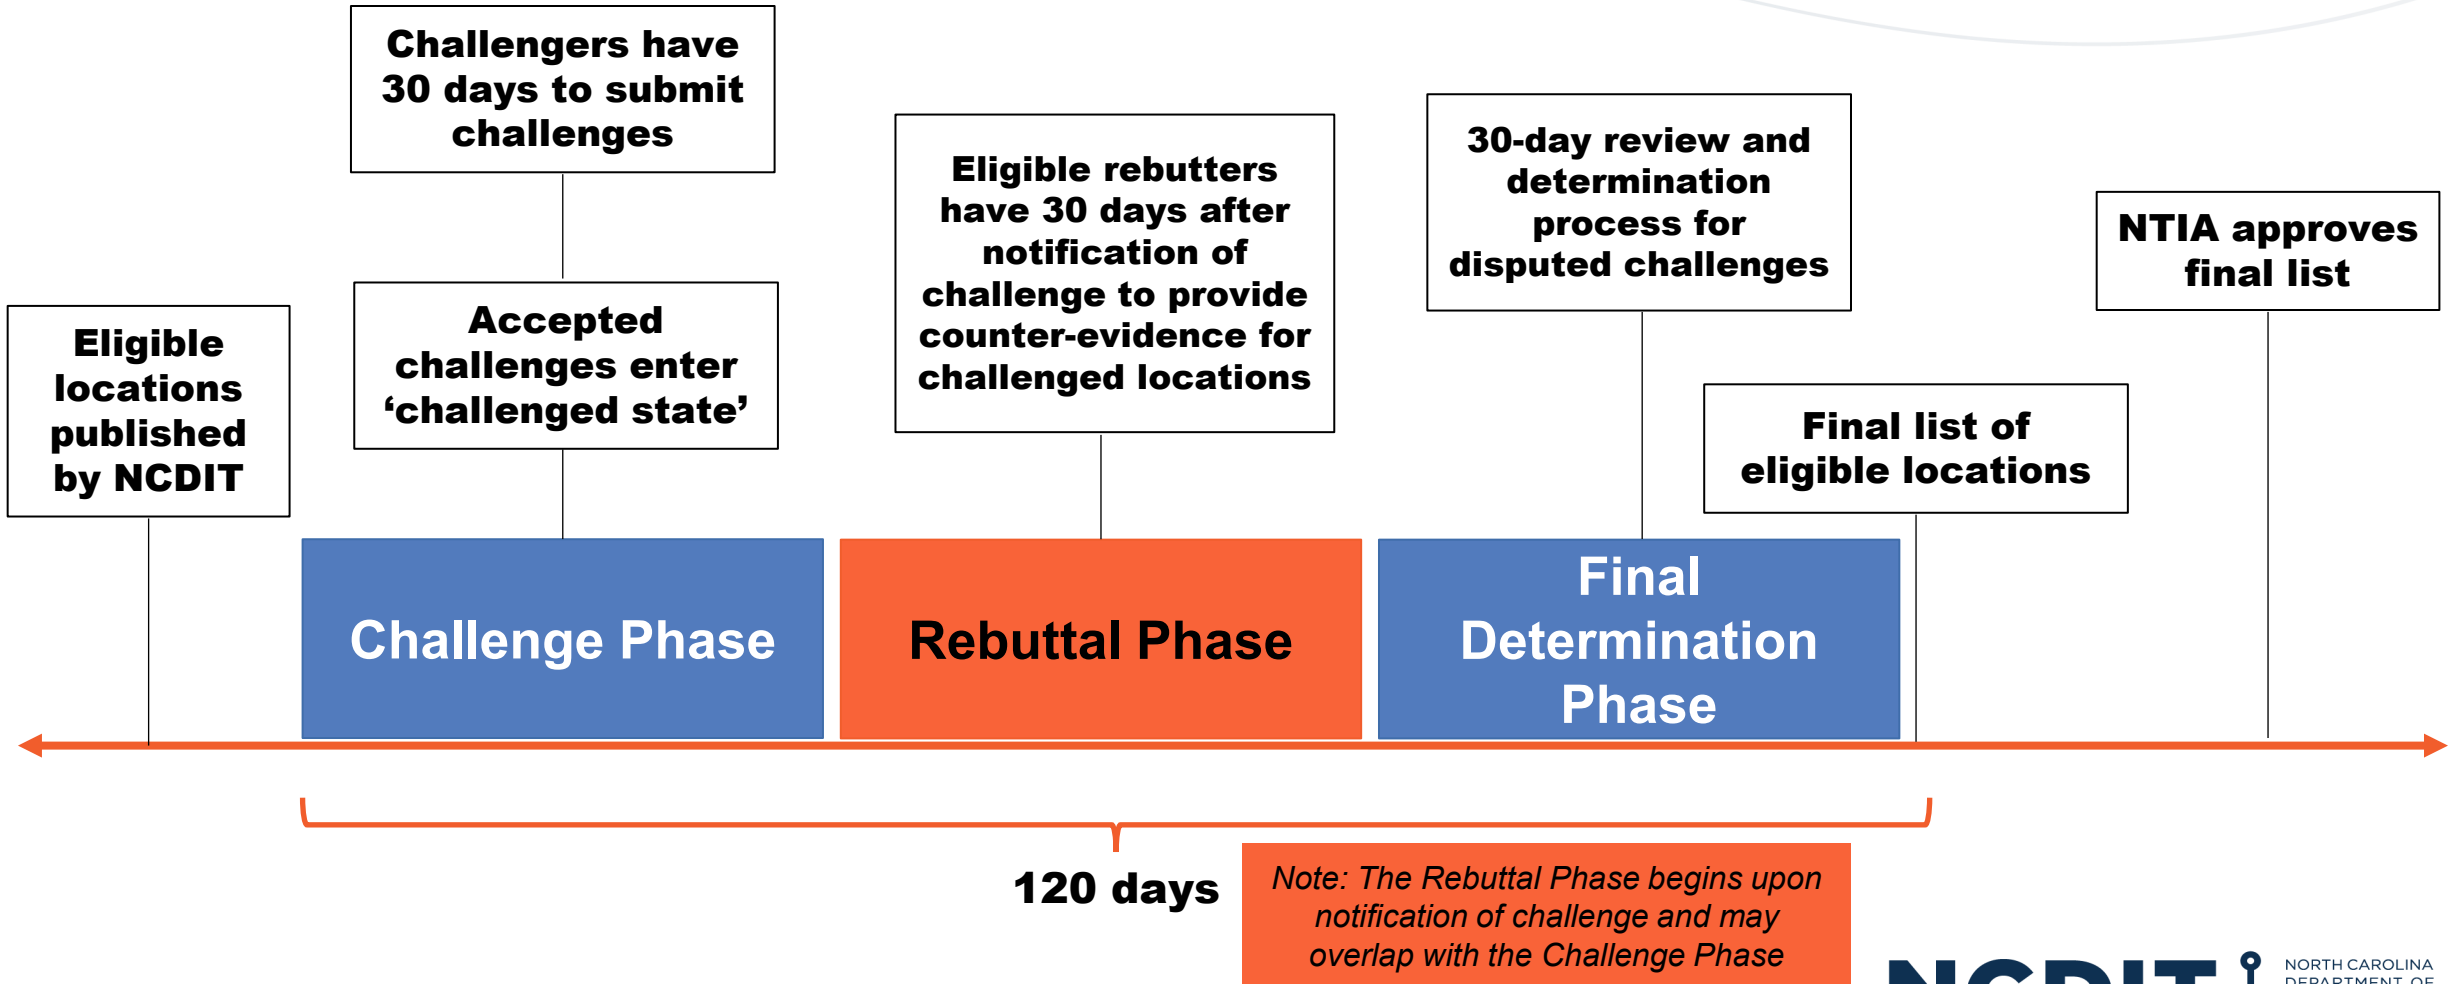 Challengers have
30 days to submit
challenges
Accepted
challenges enter
‘challenged state’
Eligible
locations
published
by NCDIT
Eligible rebutters
have 30 days after
notification of
challenge to provide
counter-evidence for
challenged locations
30-day review and
determination
process for
disputed challenges
Final list of
eligible locations
NTIA approves
final list
Challenge Phase
Rebuttal Phase
Final
Determination
Phase
120 days
Note: The Rebuttal Phase begins upon
notification of challenge and may
overlap with the Challenge Phase
NCDIT
NORTH CAROLINA
DEPARTMENT OF